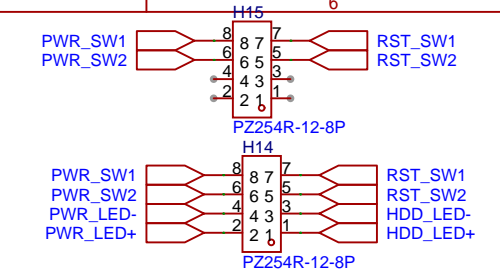 6
H15
PWR_SW1 8 8 7 7 RST_SW1
PWR_SW2 6 6 5 5 RST_SW2
4 4 3 3
2 2 1 1
PZ254R-12-8P
H14
PWR_SW1 8 8 7 7 RST_SW1
PWR_SW2 6 6 5 5 RST_SW2
PWR_LED- 4 4 3 3 HDD_LED-
PWR_LED+ 2 2 1 1 HDD_LED+
PZ254R-12-8P